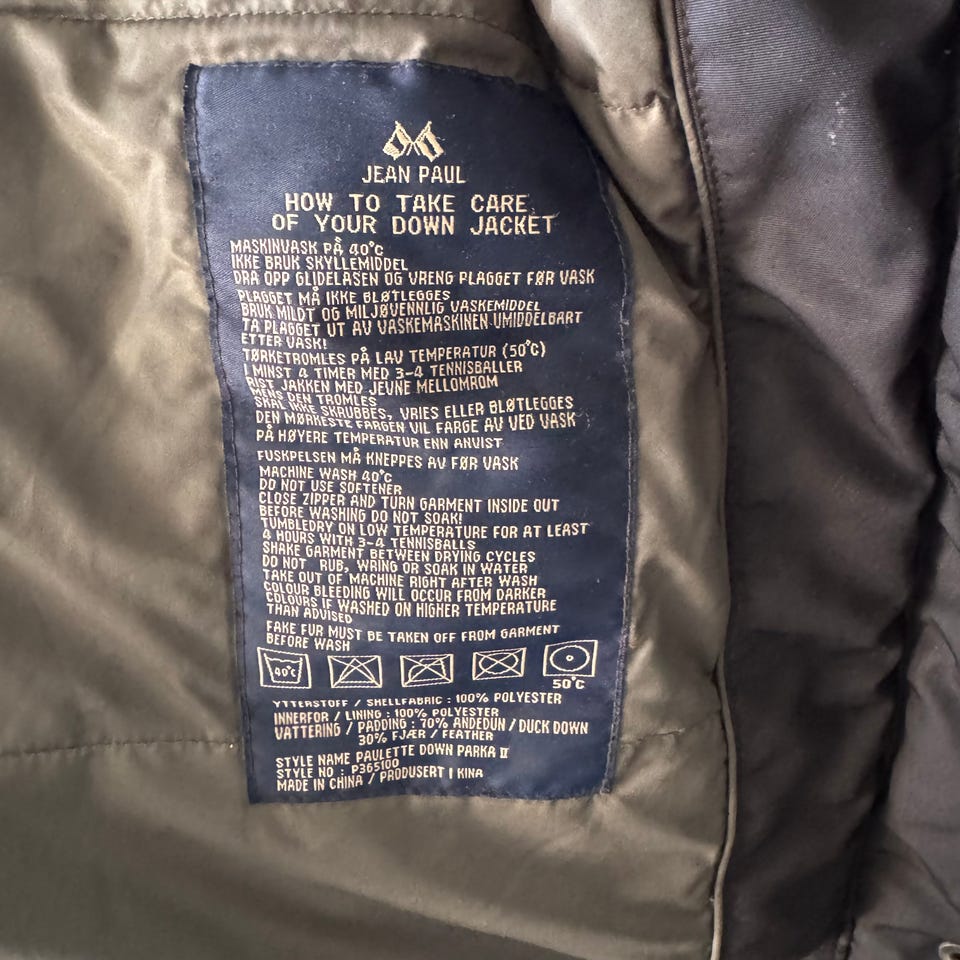 JEAN PAUL
HOW TO TAKE CARE
OF YOUR DOWN JACKET
MASKINVASK PÅ 40°C
IKKE BRUK SKYLLEMIDDEL
DRA OPP GLIDELÅSEN OG VRENG PLAGGET FØR VASK
PLAGGET MÅ IKKE BLØTLEGGES
BRUK MILDT OG MILJØVENNLIG VASKEMIDDEL
TA PLAGGET UT AV VASKEMASKINEN UMIDDELBART
ETTER VASK!
TØRKETROMLES PÅ LAV TEMPERATUR (50°C)
I MINST 4 TIMER MED 3-4 TENNISBALLER
RIST JAKKEN MED JEVNE MELLOMROM
MENS DEN TROMLES
SKAL IKKE SKRUBBES, VRIES ELLER BLØTLEGGES
DEN MØRKESTE FARGEN VIL FARGE AV VED VASK
PÅ HØYERE TEMPERATUR ENN ANVIST
FUSKPELSEN MÅ KNEPPES AV FØR VASK
MACHINE WASH 40°C
DO NOT USE SOFTENER
CLOSE ZIPPER AND TURN GARMENT INSIDE OUT
BEFORE WASHING DO NOT SOAK!
TUMBLEDRY ON LOW TEMPERATURE FOR AT LEAST
4 HOURS WITH 3-4 TENNISBALLS
SHAKE GARMENT BETWEEN DRYING CYCLES
DO NOT RUB, WRING OR SOAK IN WATER
TAKE OUT OF MACHINE RIGHT AFTER WASH
COLOUR BLEEDING WILL OCCUR FROM DARKER
COLOURS IF WASHED ON HIGHER TEMPERATURE
THAN ADVISED
FAKE FUR MUST BE TAKEN OFF FROM GARMENT
BEFORE WASH
40°C
50°C
YTTERSTOFF / SHELLFABRIC : 100% POLYESTER
INNERFOR / LINING : 100% POLYESTER
VATTERING / PADDING : 70% ANDEDUN / DUCK DOWN
30% FJÆR / FEATHER
STYLE NAME PAULETTE DOWN PARKA II
STYLE NO : P365100
MADE IN CHINA / PRODUSERT I KINA